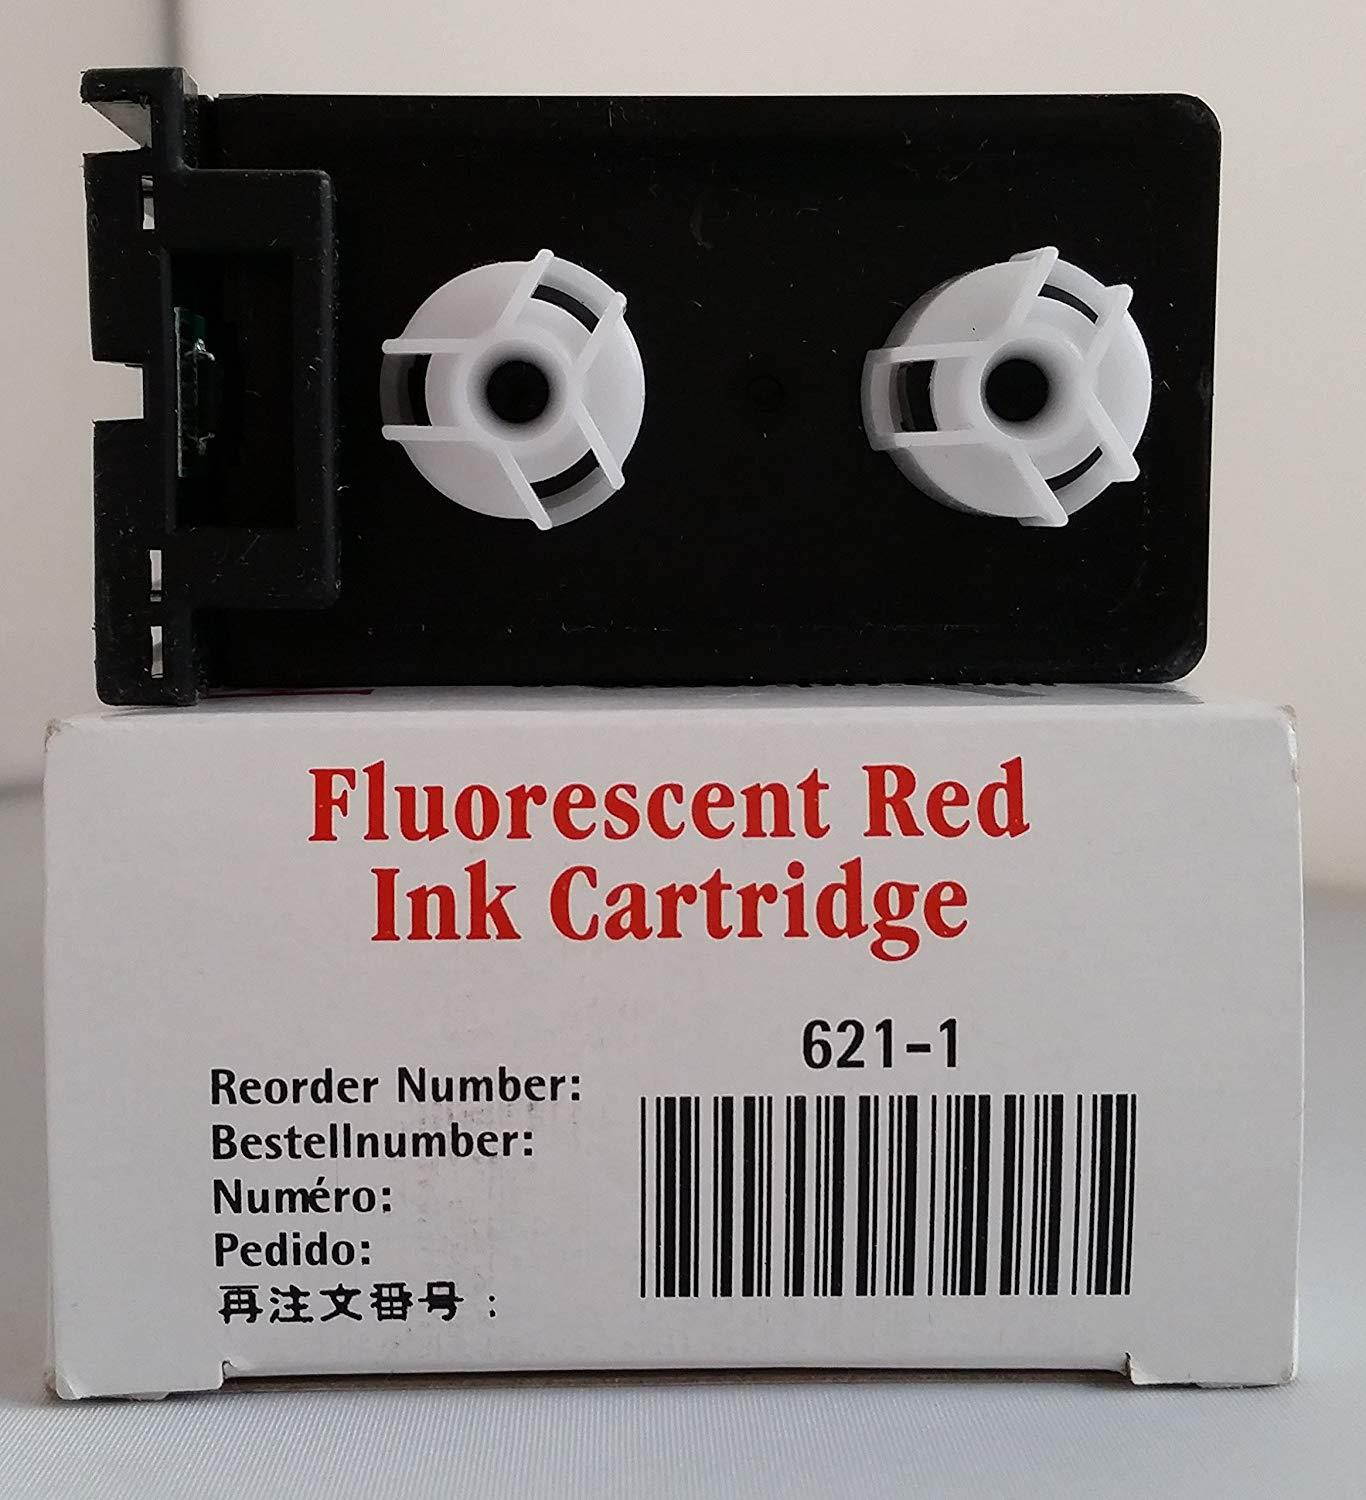 Fluorescent Red
Ink Cartridge
621-1
Reorder Number:
Bestellnumber:
Numéro:
Pedido:
再注文番号: